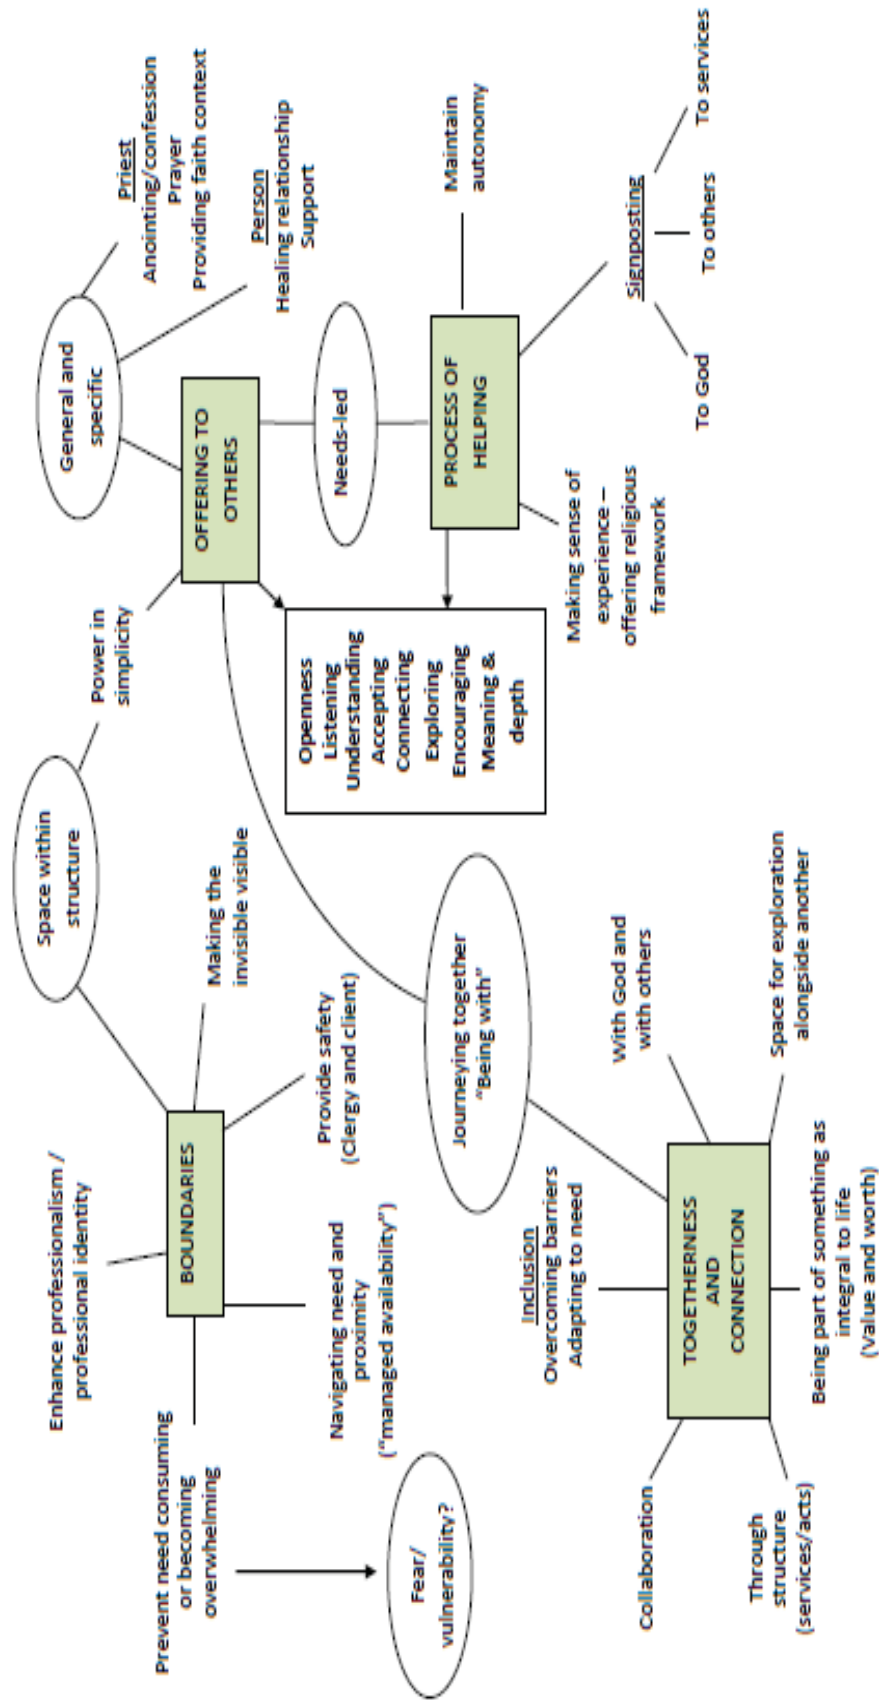 Prevent need consuming
or becoming
overwhelming
Enhance professionalism /
professional identity
Space within
structure
Power in
simplicity
General and
specific
Priest
Anointing/confession
Prayer
Providing faith context
Person
Healing relationship
Support
BOUNDARIES
Making the
invisible visible
OFFERING TO
OTHERS
Fear/
vulnerability?
Navigating need and
proximity
("managed availability")
Provide safety
(Clergy and client)
Openness
Listening
Understanding
Accepting
Connecting
Exploring
Encouraging
Meaning &
depth
Needs-led
Journeying together
"Being with"
PROCESS OF
HELPING
Maintain
autonomy
Inclusion
Overcoming barriers
Adapting to need
With God and
with others
Making sense of
experience –
offering religious
framework
Signposting
To God
To others
To services
Collaboration
TOGETHERNESS
AND
CONNECTION
Through
structure
(services/acts)
Being part of something as
integral to life
(Value and worth)
Space for exploration
alongside another